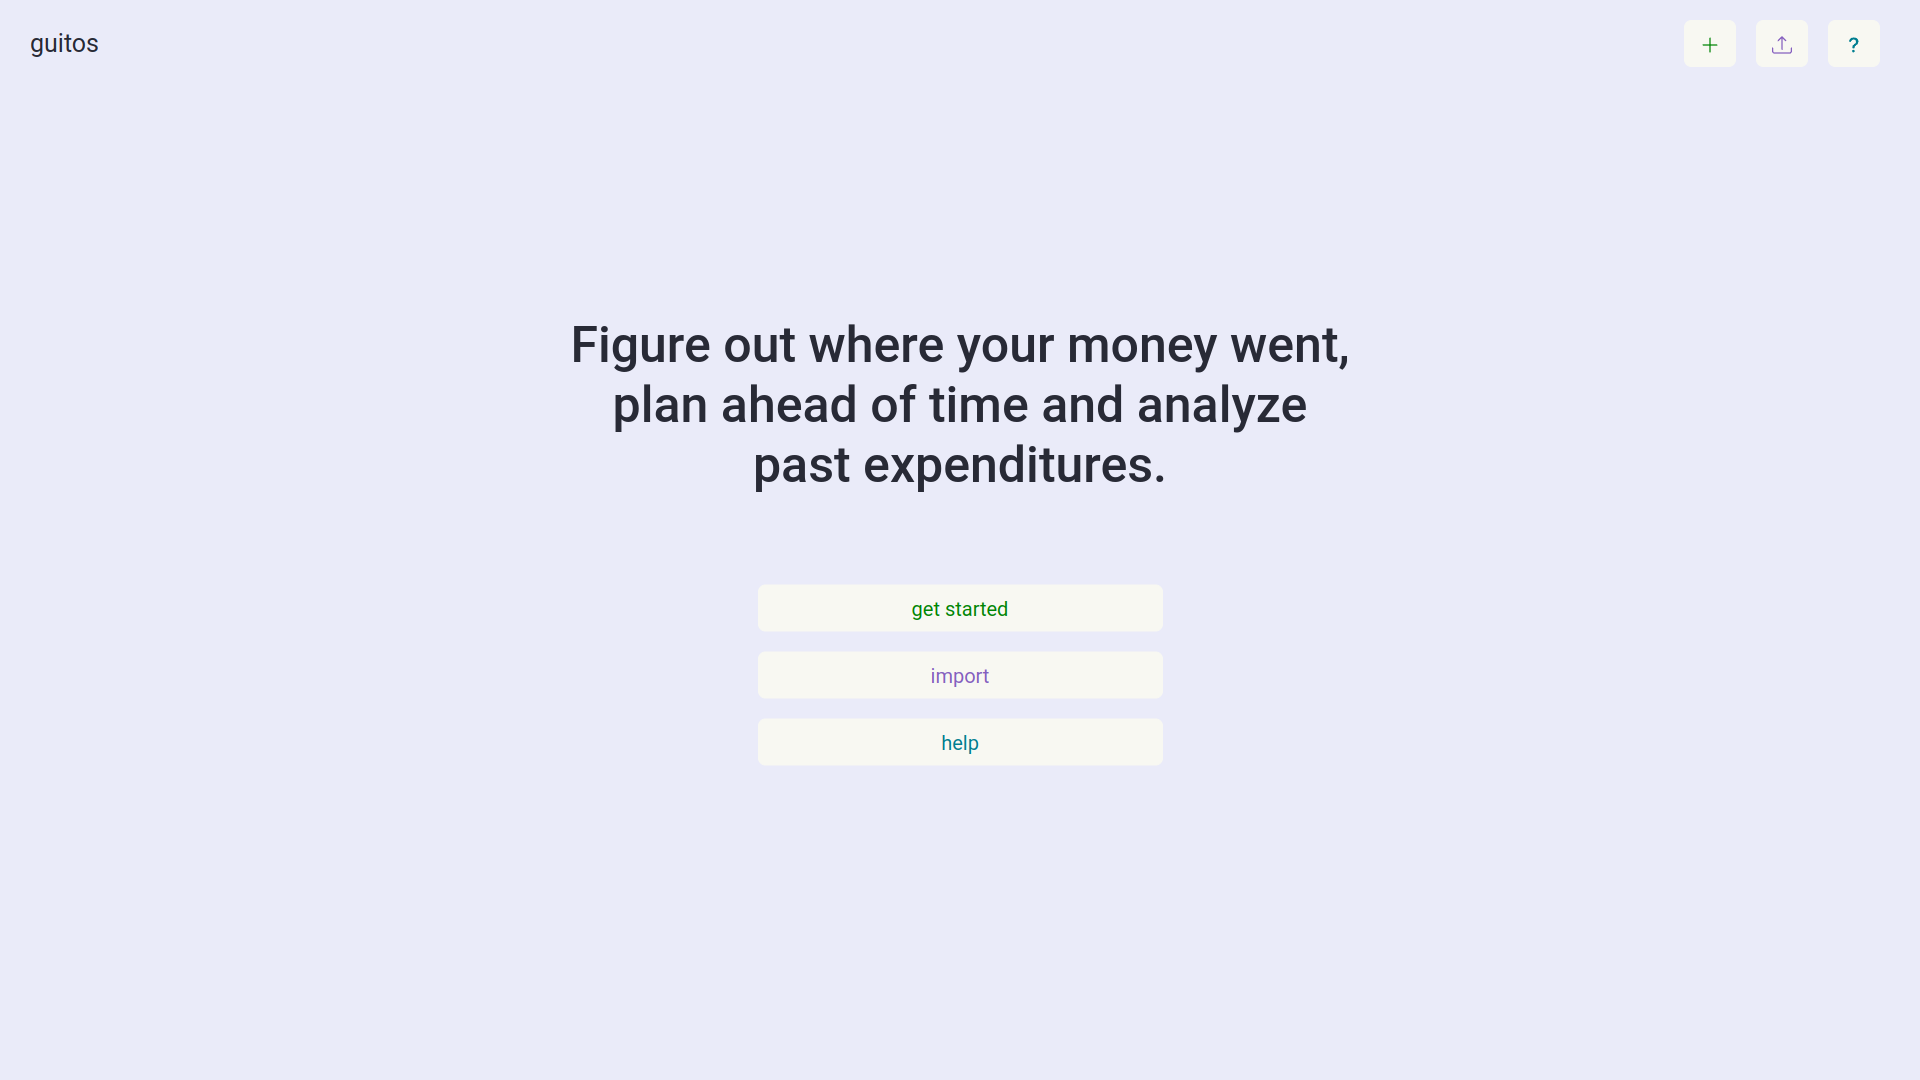 guitos
+
?
Figure out where your money went,
plan ahead of time and analyze
past expenditures.
get started
import
help